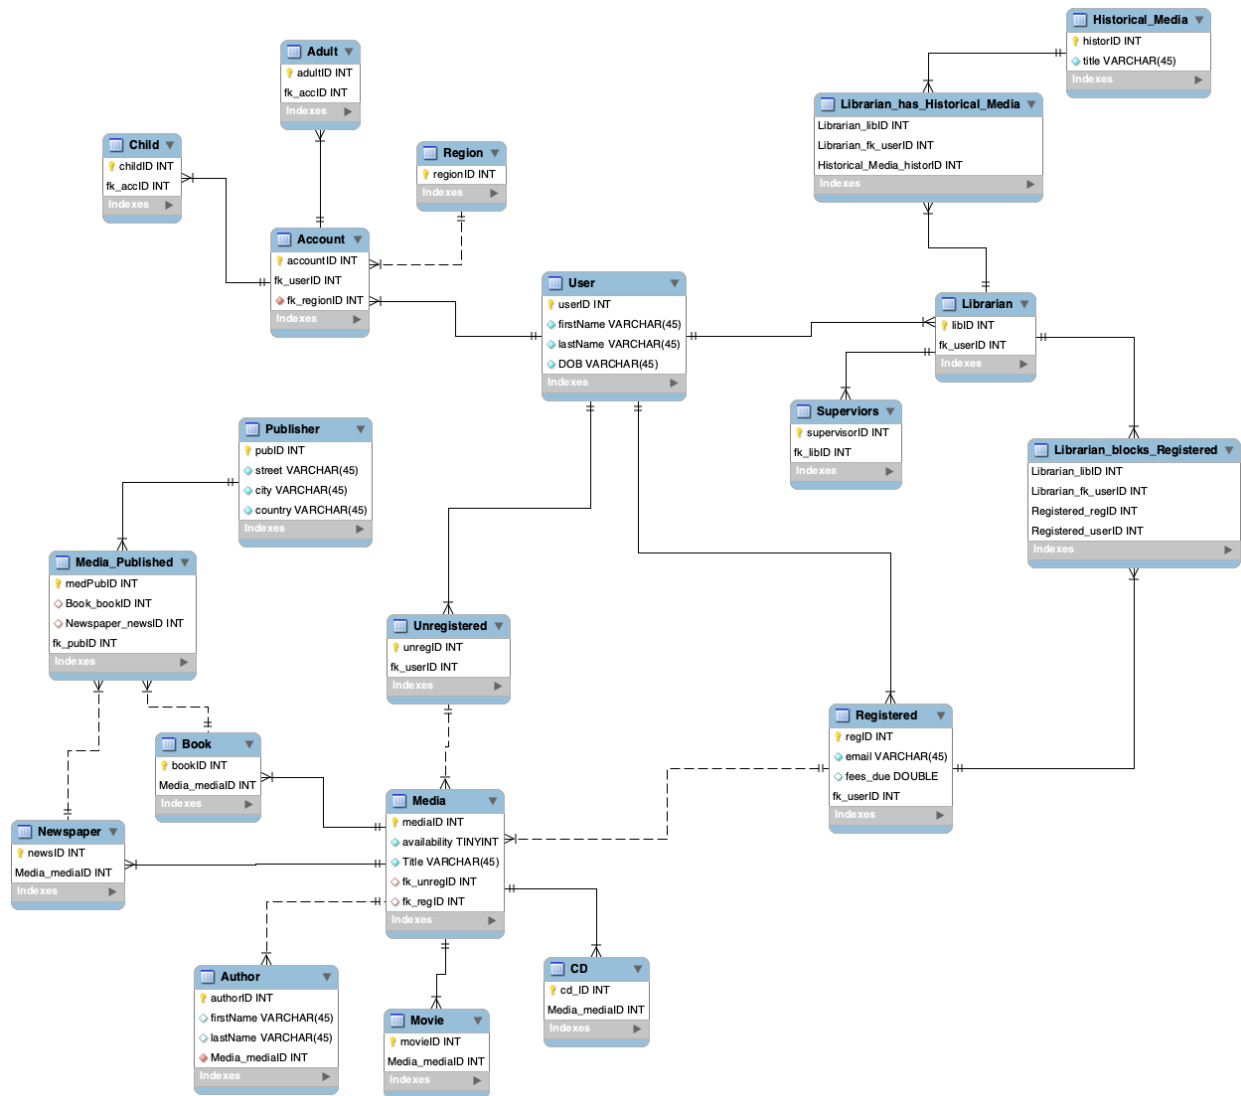 Historical_Media
historID INT
title VARCHAR(45)
Indexes
Adult
adultID INT
fk_accID INT
Indexes
Librarian_has_Historical_Media
Librarian_libID INT
Librarian_fk_userID INT
Historical_Media_historID INT
Indexes
Child
childID INT
fk_accID INT
Indexes
Region
regionID INT
Indexes
Account
accountID INT
fk_userID INT
fk_regionID INT
Indexes
User
userID INT
firstName VARCHAR(45)
lastName VARCHAR(45)
DOB VARCHAR(45)
Indexes
Librarian
libID INT
fk_userID INT
Indexes
Superviors
supervisorID INT
fk_libID INT
Indexes
Publisher
pubID INT
street VARCHAR(45)
city VARCHAR(45)
country VARCHAR(45)
Indexes
Librarian_blocks_Registered
Librarian_libID INT
Librarian_fk_userID INT
Registered_regID INT
Registered_userID INT
Indexes
Media_Published
medPubID INT
Book_bookID INT
Newspaper_newsID INT
fk_pubID INT
Indexes
Unregistered
unregID INT
fk_userID INT
Indexes
Registered
regID INT
email VARCHAR(45)
fees_due DOUBLE
fk_userID INT
Indexes
Book
bookID INT
Media_mediaID INT
Indexes
Media
mediaID INT
availability TINYINT
Title VARCHAR(45)
fk_unregID INT
fk_regID INT
Indexes
Newspaper
newsID INT
Media_mediaID INT
Indexes
Author
authorID INT
firstName VARCHAR(45)
lastName VARCHAR(45)
Media_mediaID INT
Indexes
CD
cd_ID INT
Media_mediaID INT
Indexes
Movie
movieID INT
Media_mediaID INT
Indexes